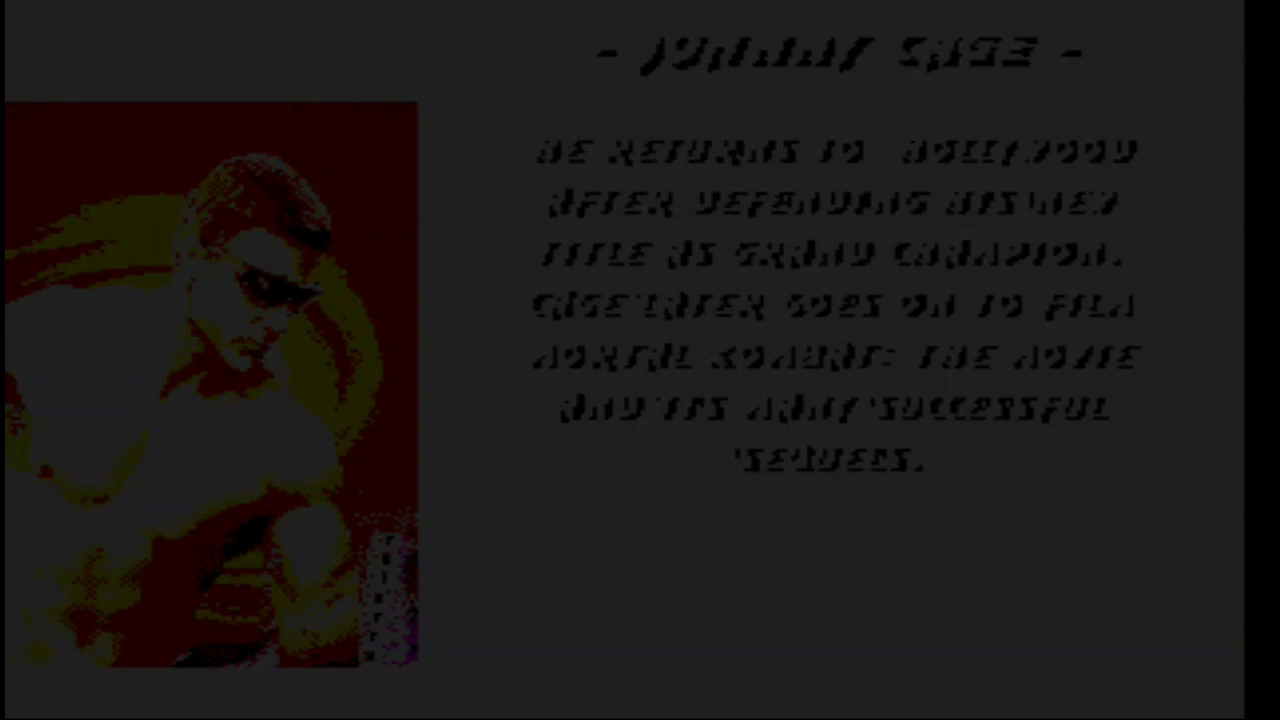 - JOHNNY CAGE -
HE RETURNS TO HOLLYWOOD
AFTER DEFENDING HIS NEW
TITLE AS GRAND CHAMPION.
CAGE LATER GOES ON TO FILM
MORTAL KOMBAT: THE MOVIE
AND ITS MANY SUCCESSFUL
SEQUELS.